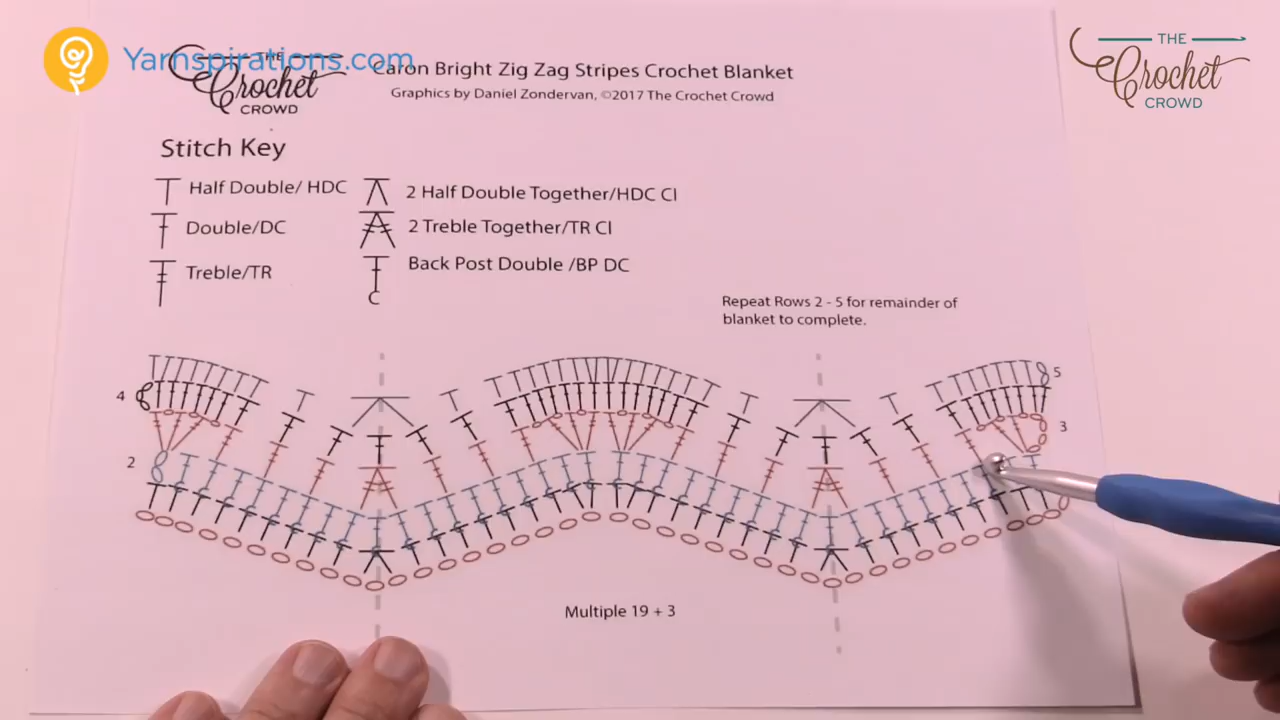 Yarnspirations.com
THE
Crochet
CROWD
THE
Crochet
CROWD
Caron Bright Zig Zag Stripes Crochet Blanket
Graphics by Daniel Zondervan, ©2017 The Crochet Crowd
Stitch Key
Half Double/ HDC
2 Half Double Together/HDC Cl
Double/DC
2 Treble Together/TR Cl
Treble/TR
Back Post Double /BP DC
Repeat Rows 2 - 5 for remainder of
blanket to complete.
5
4
3
2
Multiple 19 + 3